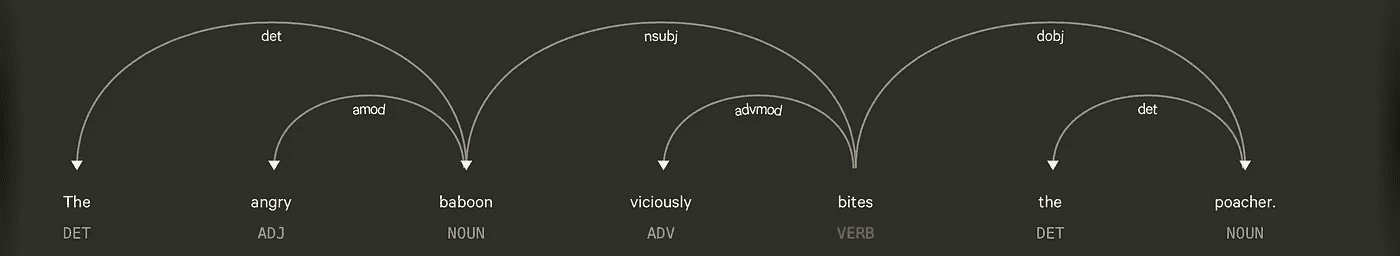 det nsubj dobj
amod advmod det
The angry baboon viciously bites the poacher.
DET ADJ NOUN ADV VERB DET NOUN